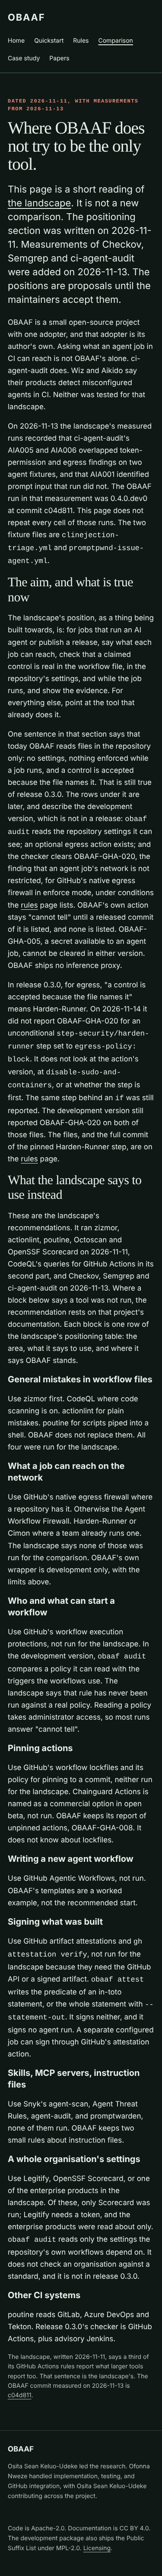 OBAAF
Home Quickstart Rules Comparison
Case study Papers
DATED 2026-11-11, WITH MEASUREMENTS
FROM 2026-11-13
Where OBAAF does
not try to be the only
tool.
This page is a short reading of
the landscape. It is not a new
comparison. The positioning
section was written on 2026-11-
11. Measurements of Checkov,
Semgrep and ci-agent-audit
were added on 2026-11-13. The
positions are proposals until the
maintainers accept them.
OBAAF is a small open-source project
with one adopter, and that adopter is its
author's own. Asking what an agent job in
CI can reach is not OBAAF's alone. ci-
agent-audit does. Wiz and Aikido say
their products detect misconfigured
agents in CI. Neither was tested for that
landscape.
On 2026-11-13 the landscape's measured
runs recorded that ci-agent-audit's
AIA005 and AIA006 overlapped token-
permission and egress findings on two
agent fixtures, and that AIA001 identified
prompt input that run did not. The OBAAF
run in that measurement was 0.4.0.dev0
at commit c04d811. This page does not
repeat every cell of those runs. The two
fixture files are clinejection-
triage.yml and promptpwnd-issue-
agent.yml.
The aim, and what is true
now
The landscape's position, as a thing being
built towards, is: for jobs that run an AI
agent or publish a release, say what each
job can reach, check that a claimed
control is real in the workflow file, in the
repository's settings, and while the job
runs, and show the evidence. For
everything else, point at the tool that
already does it.
One sentence in that section says that
today OBAAF reads files in the repository
only: no settings, nothing enforced while
a job runs, and a control is accepted
because the file names it. That is still true
of release 0.3.0. The rows under it are
later, and describe the development
version, which is not in a release: obaaf
audit reads the repository settings it can
see; an optional egress action exists; and
the checker clears OBAAF-GHA-020, the
finding that an agent job's network is not
restricted, for GitHub's native egress
firewall in enforce mode, under conditions
the rules page lists. OBAAF's own action
stays "cannot tell" until a released commit
of it is listed, and none is listed. OBAAF-
GHA-005, a secret available to an agent
job, cannot be cleared in either version.
OBAAF ships no inference proxy.
In release 0.3.0, for egress, "a control is
accepted because the file names it"
means Harden-Runner. On 2026-11-14 it
did not report OBAAF-GHA-020 for an
unconditional step-security/harden-
runner step set to egress-policy:
block. It does not look at the action's
version, at disable-sudo-and-
containers, or at whether the step is
first. The same step behind an if was still
reported. The development version still
reported OBAAF-GHA-020 on both of
those files. The files, and the full commit
of the pinned Harden-Runner step, are on
the rules page.
What the landscape says to
use instead
These are the landscape's
recommendations. It ran zizmor,
actionlint, poutine, Octoscan and
OpenSSF Scorecard on 2026-11-11,
CodeQL's queries for GitHub Actions in its
second part, and Checkov, Semgrep and
ci-agent-audit on 2026-11-13. Where a
block below says a tool was not run, the
recommendation rests on that project's
documentation. Each block is one row of
the landscape's positioning table: the
area, what it says to use, and where it
says OBAAF stands.
General mistakes in workflow files
Use zizmor first. CodeQL where code
scanning is on. actionlint for plain
mistakes. poutine for scripts piped into a
shell. OBAAF does not replace them. All
four were run for the landscape.
What a job can reach on the
network
Use GitHub's native egress firewall where
a repository has it. Otherwise the Agent
Workflow Firewall. Harden-Runner or
Cimon where a team already runs one.
The landscape says none of those was
run for the comparison. OBAAF's own
wrapper is development only, with the
limits above.
Who and what can start a
workflow
Use GitHub's workflow execution
protections, not run for the landscape. In
the development version, obaaf audit
compares a policy it can read with the
triggers the workflows use. The
landscape says that rule has never been
run against a real policy. Reading a policy
takes administrator access, so most runs
answer "cannot tell".
Pinning actions
Use GitHub's workflow lockfiles and its
policy for pinning to a commit, neither run
for the landscape. Chainguard Actions is
named as a commercial option in open
beta, not run. OBAAF keeps its report of
unpinned actions, OBAAF-GHA-008. It
does not know about lockfiles.
Writing a new agent workflow
Use GitHub Agentic Workflows, not run.
OBAAF's templates are a worked
example, not the recommended start.
Signing what was built
Use GitHub artifact attestations and gh
attestation verify, not run for the
landscape because they need the GitHub
API or a signed artifact. obaaf attest
writes the predicate of an in-toto
statement, or the whole statement with --
statement-out. It signs neither, and it
signs no agent run. A separate configured
job can sign through GitHub's attestation
action.
Skills, MCP servers, instruction
files
Use Snyk's agent-scan, Agent Threat
Rules, agent-audit, and promptwarden,
none of them run. OBAAF keeps two
small rules about instruction files.
A whole organisation's settings
Use Legitify, OpenSSF Scorecard, or one
of the enterprise products in the
landscape. Of these, only Scorecard was
run; Legitify needs a token, and the
enterprise products were read about only.
obaaf audit reads only the settings the
repository's own workflows depend on. It
does not check an organisation against a
standard, and it is not in release 0.3.0.
Other CI systems
poutine reads GitLab, Azure DevOps and
Tekton. Release 0.3.0's checker is GitHub
Actions, plus advisory Jenkins.
The landscape, written 2026-11-11, says a third of
its GitHub Actions rules report what larger tools
report too. That sentence is the landscape's. The
OBAAF commit measured on 2026-11-13 is
c04d811.
OBAAF
Osita Sean Keluo-Udeke led the research. Ofonna
Nweze handled implementation, testing, and
GitHub integration, with Osita Sean Keluo-Udeke
contributing across the project.
Code is Apache-2.0. Documentation is CC BY 4.0.
The development package also ships the Public
Suffix List under MPL-2.0. Licensing.